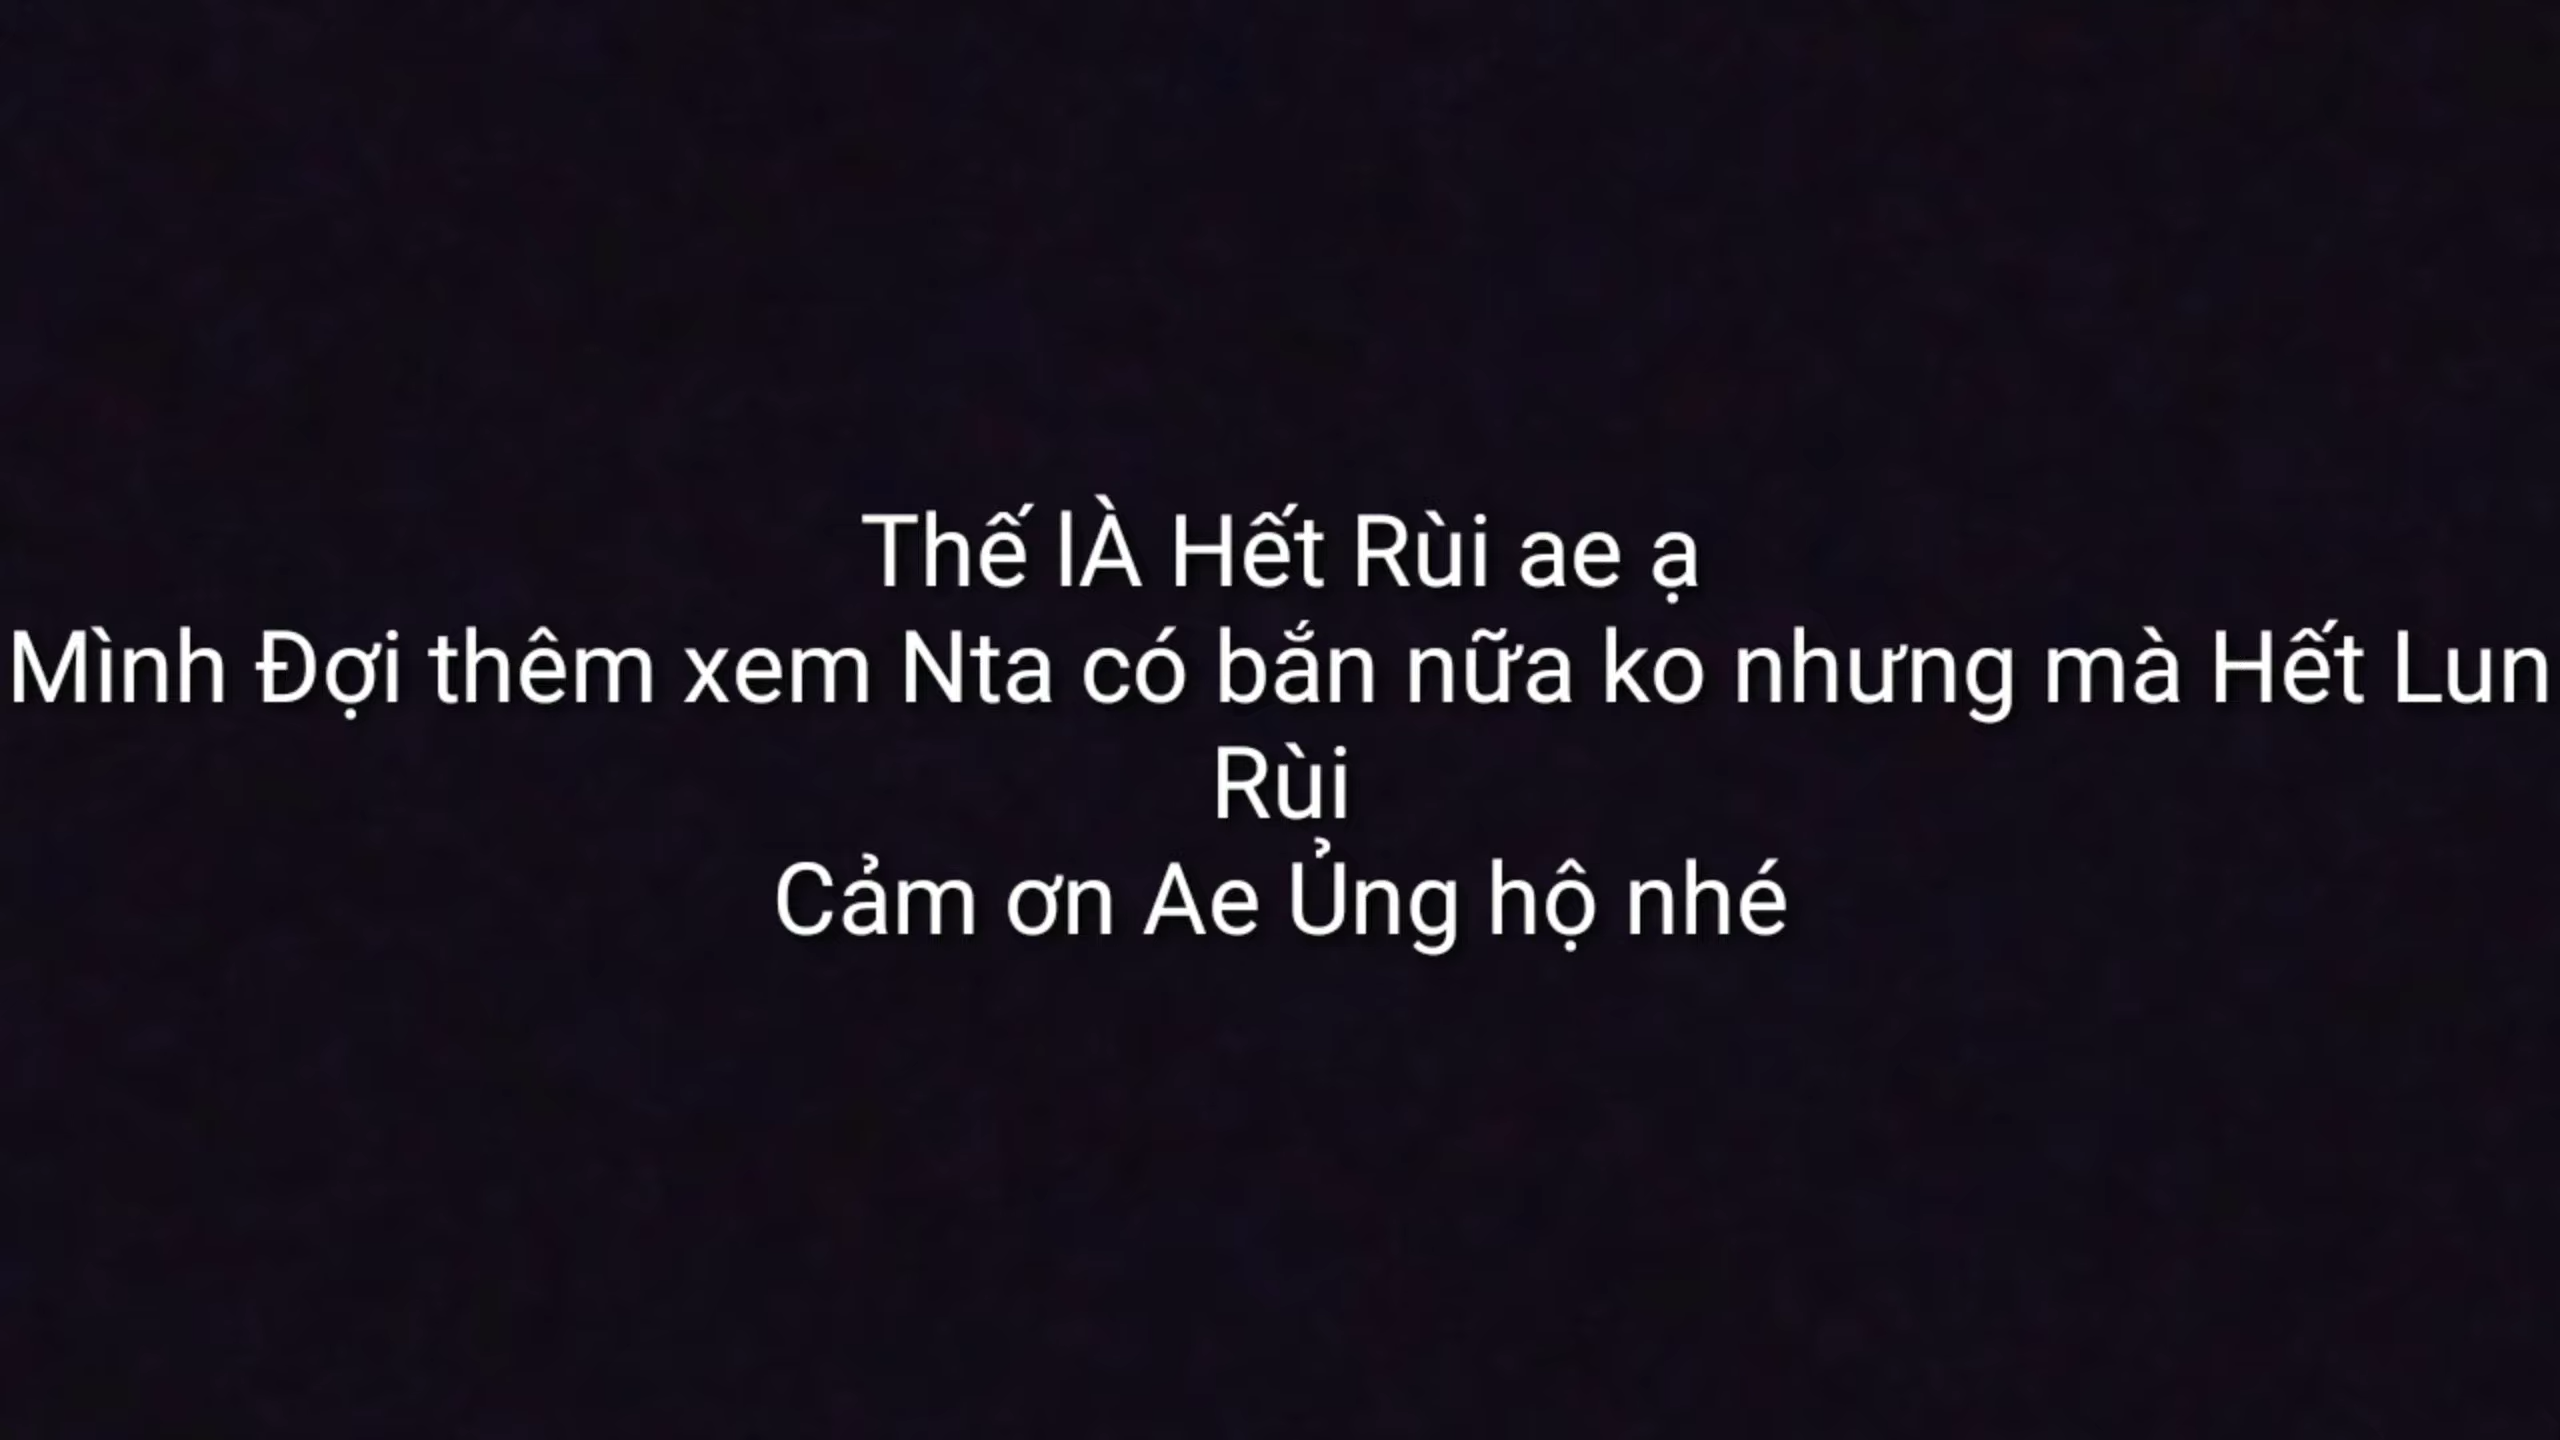 Thế lÀ Hết Rùi ae ạ
Mình Đợi thêm xem Nta có bắn nữa ko nhưng mà Hết Lun
Rùi
Cảm ơn Ae Ủng hộ nhé